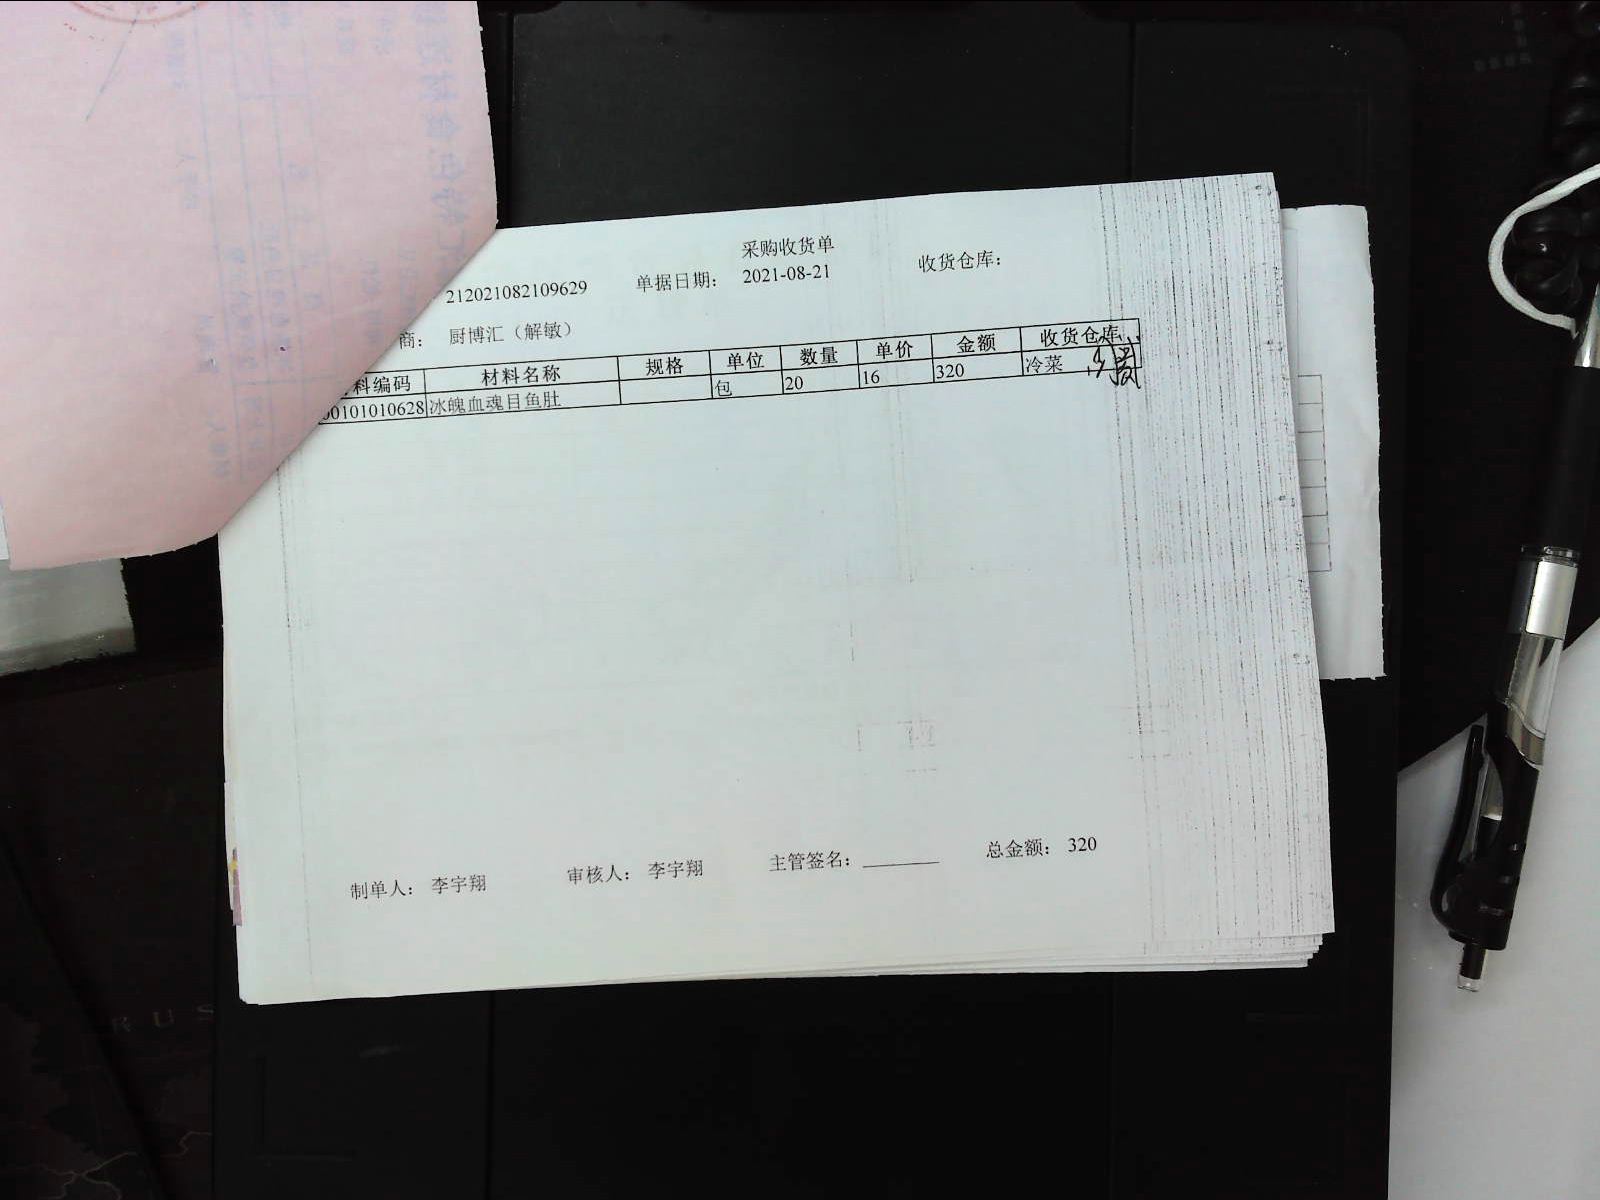 采购收货单
212021082109629 单据日期: 2021-08-21 收货仓库:
商: 厨博汇（解敏）
料编码 材料名称 规格 单位 数量 单价 金额 收货仓库
00101010628 冰魄血魂目鱼肚 包 20 16 320 冷菜
制单人: 李宇翔 审核人: 李宇翔 主管签名: 总金额: 320
RUS